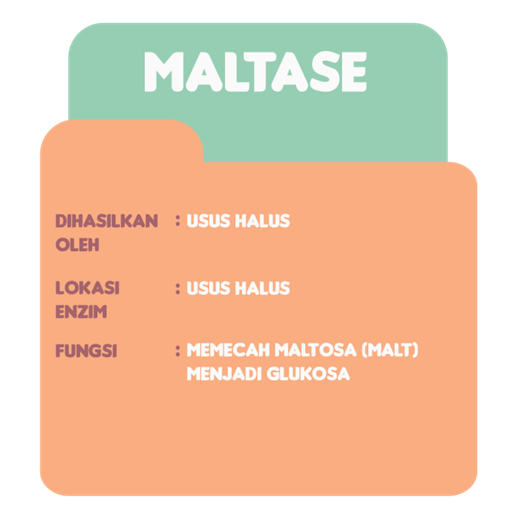 MALTASE
DIHASILKAN OLEH : USUS HALUS
LOKASI ENZIM : USUS HALUS
FUNGSI : MEMECAH MALTOSA (MALT)
MENJADI GLUKOSA